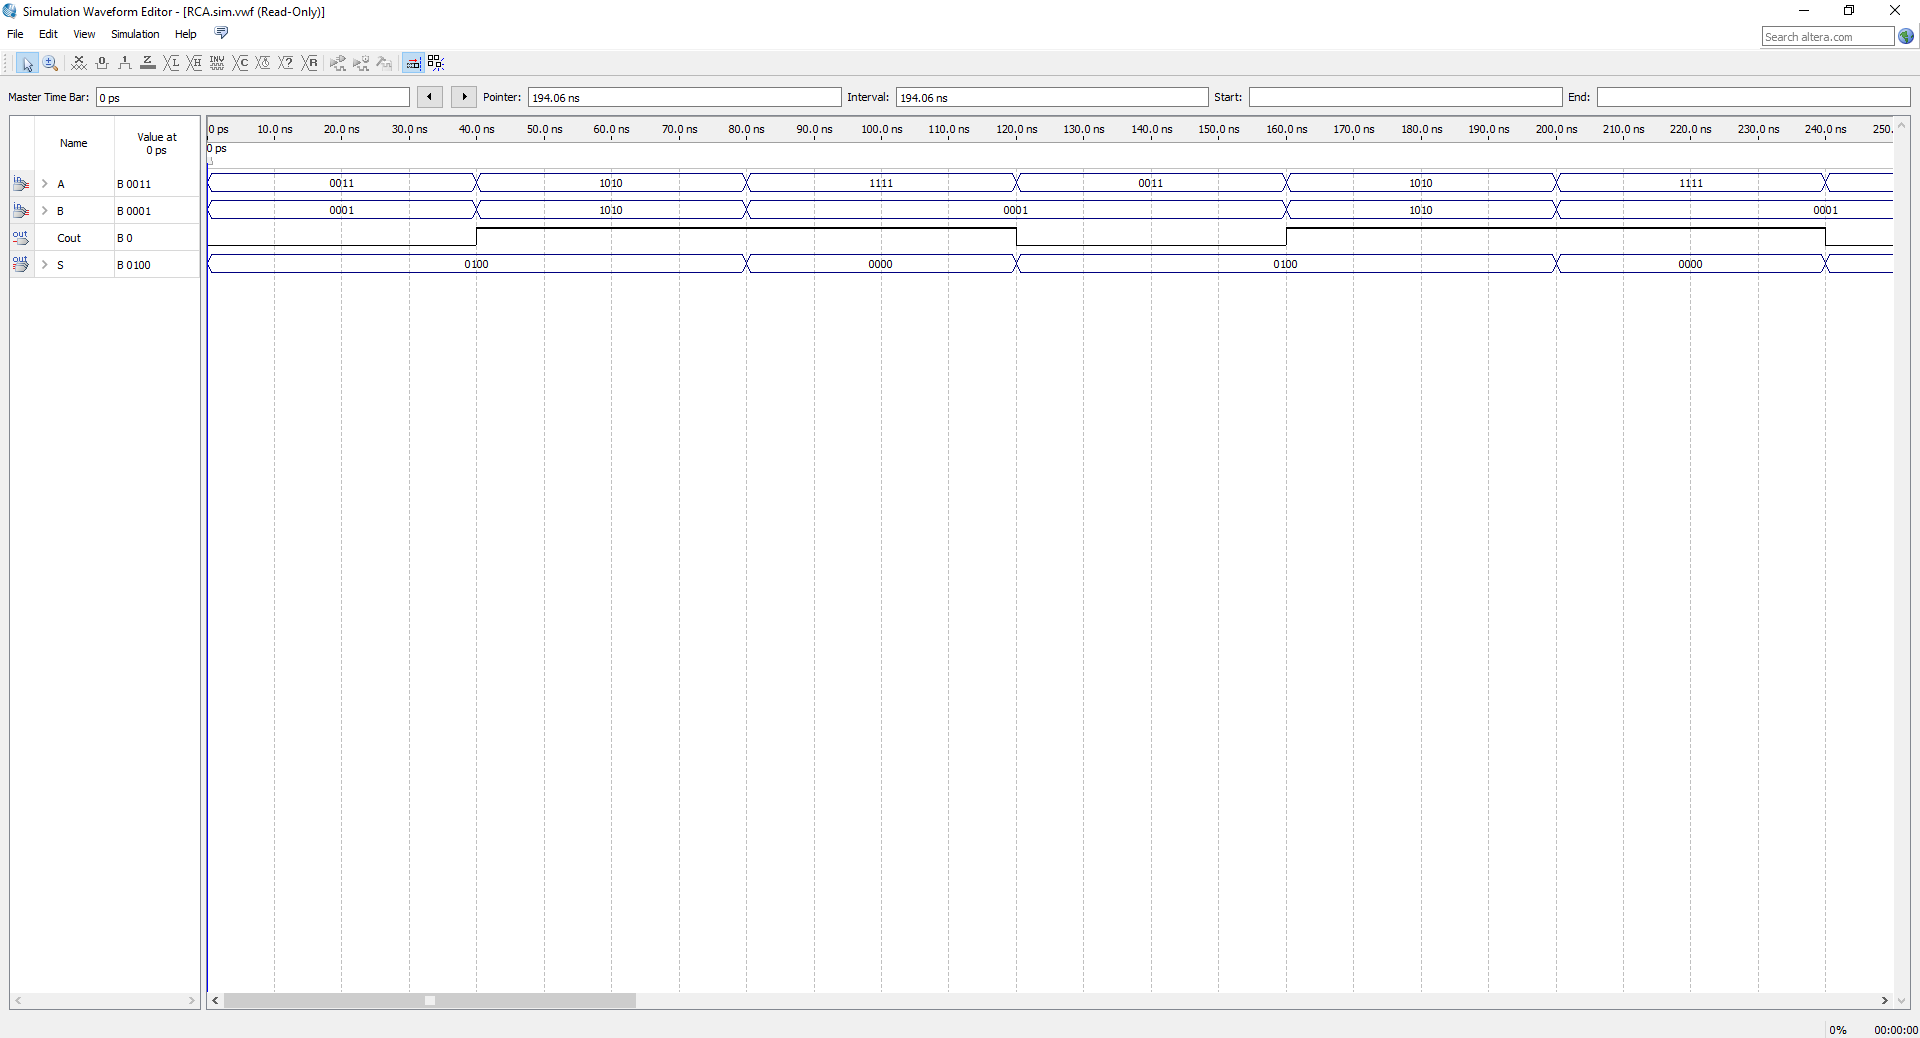 Simulation Waveform Editor - [RCA.sim.vwf (Read-Only)]
File Edit View Simulation Help
Search altera.com
Master Time Bar: 0 ps Pointer: 194.06 ns Interval: 194.06 ns Start: End:
Name Value at 0 ps
0 ps 10.0 ns 20.0 ns 30.0 ns 40.0 ns 50.0 ns 60.0 ns 70.0 ns 80.0 ns 90.0 ns 100.0 ns 110.0 ns 120.0 ns 130.0 ns 140.0 ns 150.0 ns 160.0 ns 170.0 ns 180.0 ns 190.0 ns 200.0 ns 210.0 ns 220.0 ns 230.0 ns 240.0 ns 250.
0 ps
in A B 0011 0011 1010 1111 0011 1010 1111
in B B 0001 0001 1010 0001 1010 0001
out Cout B 0
out S B 0100 0100 0000 0100 0000
0% 00:00:00